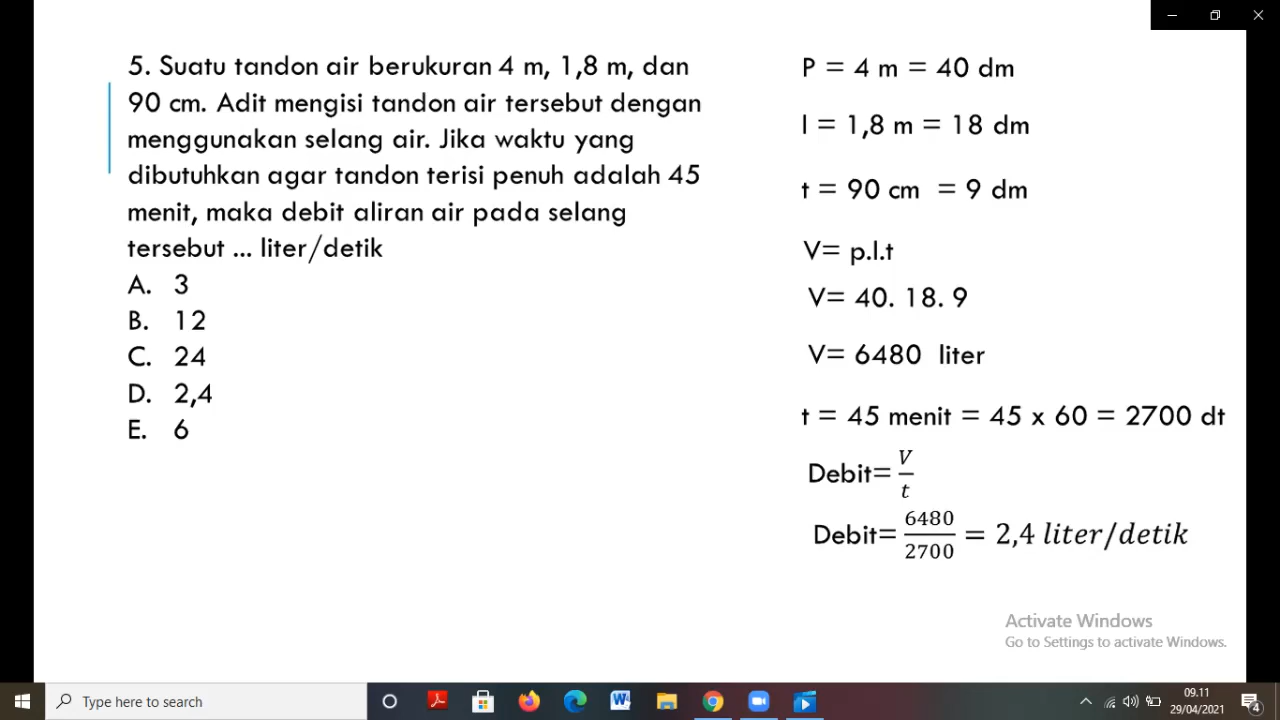 5. Suatu tandon air berukuran 4 m, 1,8 m, dan
90 cm. Adit mengisi tandon air tersebut dengan
menggunakan selang air. Jika waktu yang
dibutuhkan agar tandon terisi penuh adalah 45
menit, maka debit aliran air pada selang
tersebut ... liter/detik
A. 3
B. 12
C. 24
D. 2,4
E. 6
P = 4 m = 40 dm
l = 1,8 m = 18 dm
t = 90 cm = 9 dm
V= p.l.t
V= 40. 18. 9
V= 6480 liter
t = 45 menit = 45 x 60 = 2700 dt
Debit= V/t
Debit= 6480/2700 = 2,4 liter/detik
Activate Windows
Go to Settings to activate Windows.
Type here to search
09.11
29/04/2021
4